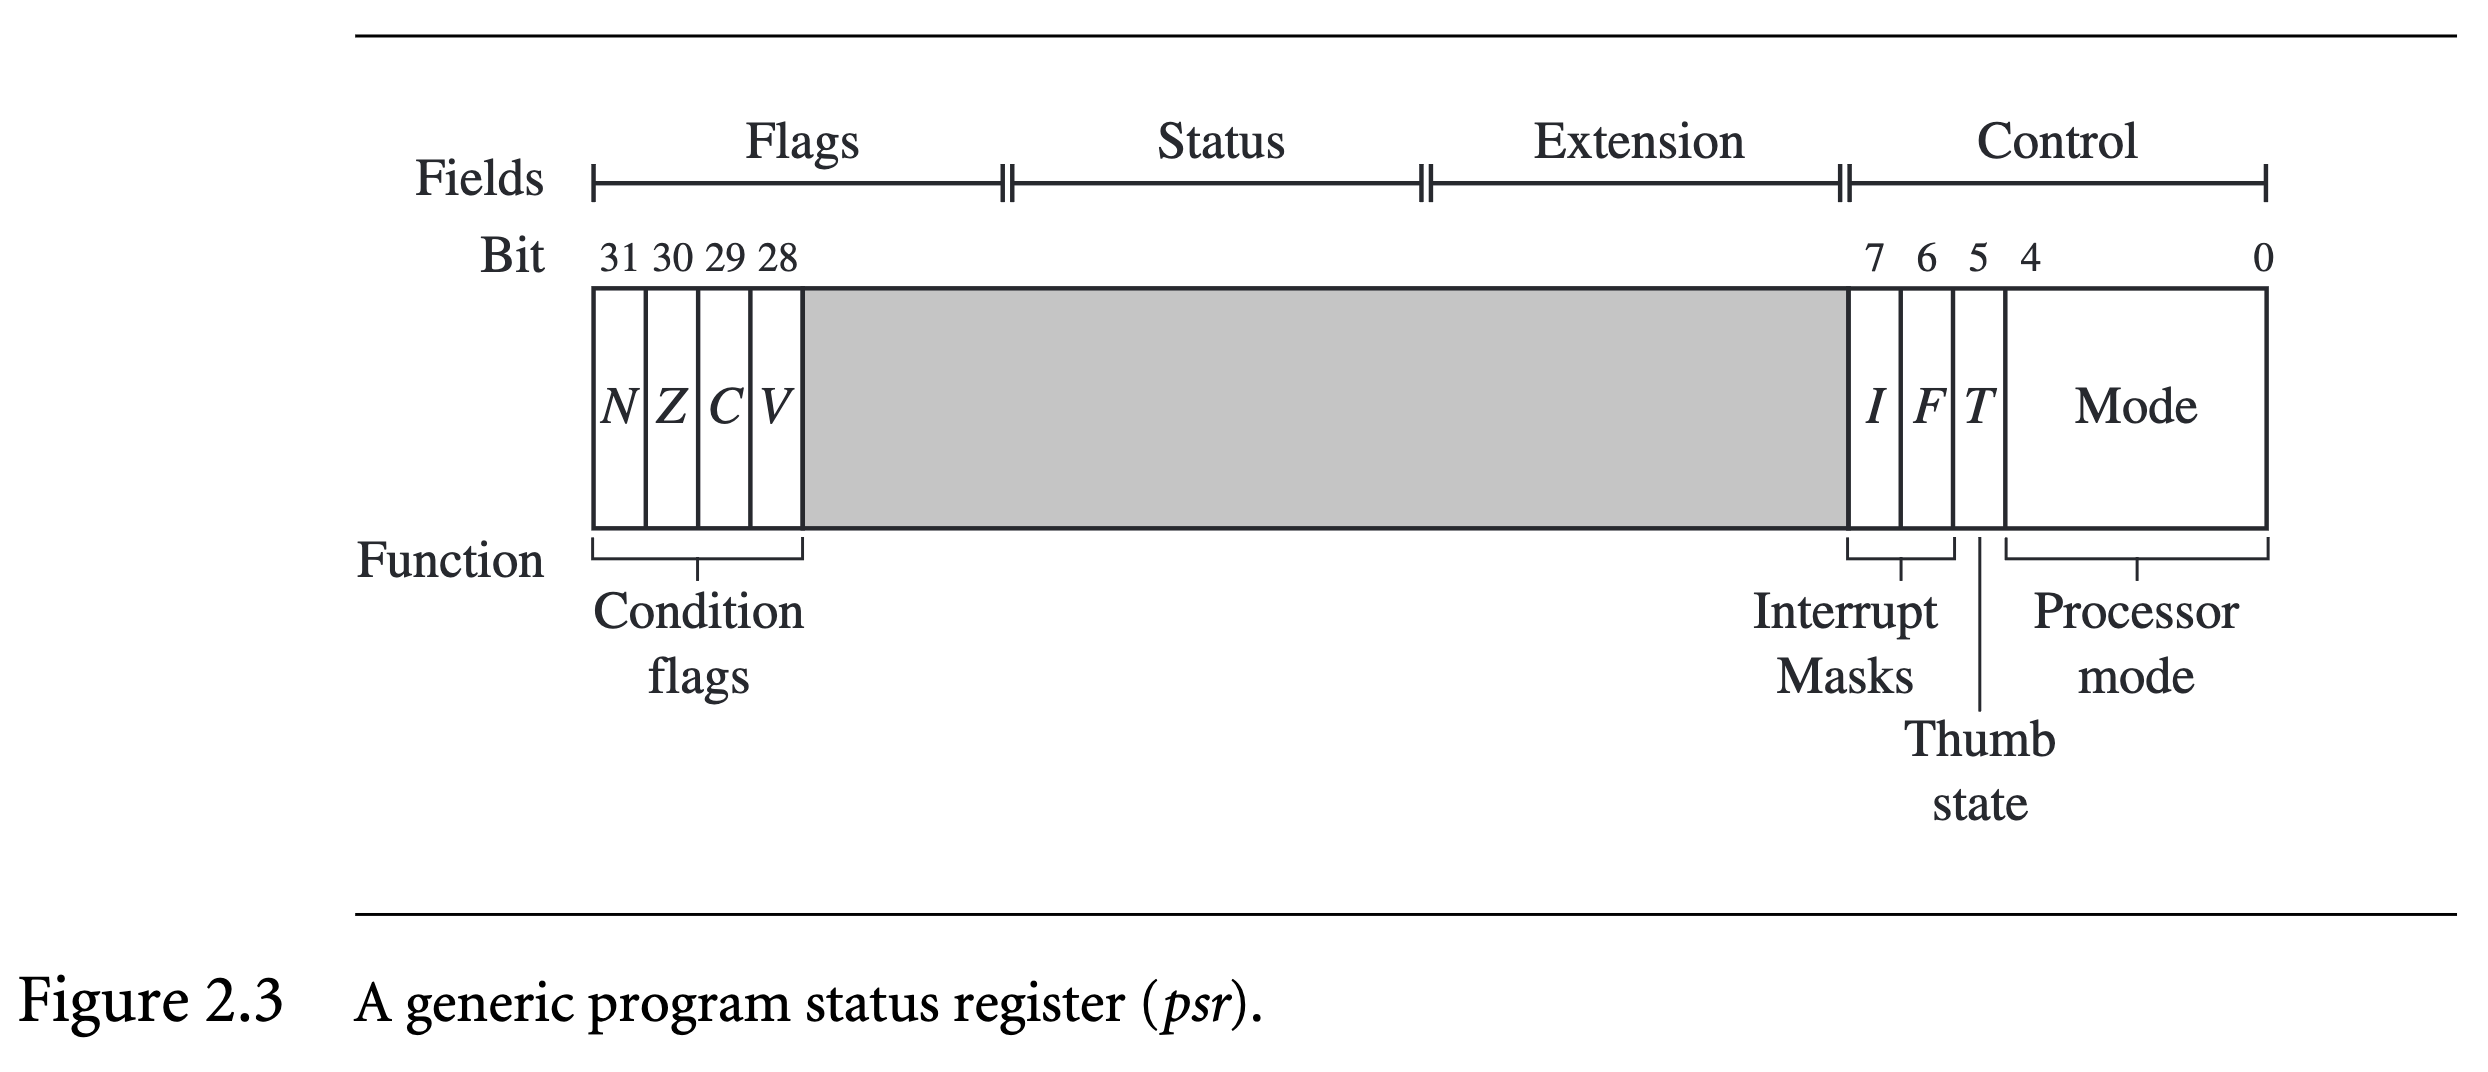 Fields Flags Status Extension Control
Bit 31 30 29 28 7 6 5 4 0
N Z C V I F T Mode
Function
Condition flags
Interrupt Masks
Thumb state
Processor mode
Figure 2.3 A generic program status register (psr).